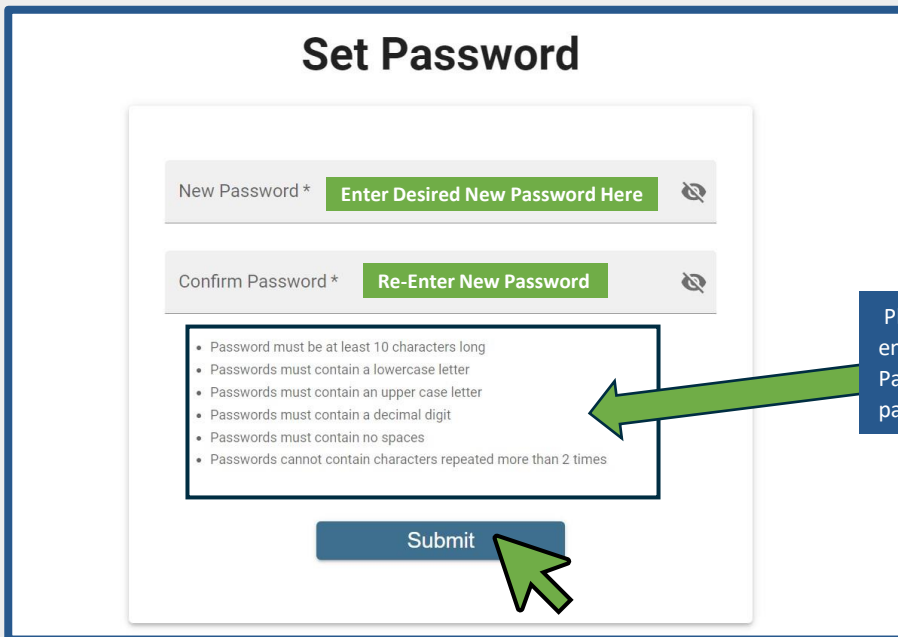 Set Password
New Password *
Enter Desired New Password Here
Confirm Password *
Re-Enter New Password
Password must be at least 10 characters long
Passwords must contain a lowercase letter
Passwords must contain an upper case letter
Passwords must contain a decimal digit
Passwords must contain no spaces
Passwords cannot contain characters repeated more than 2 times
Submit